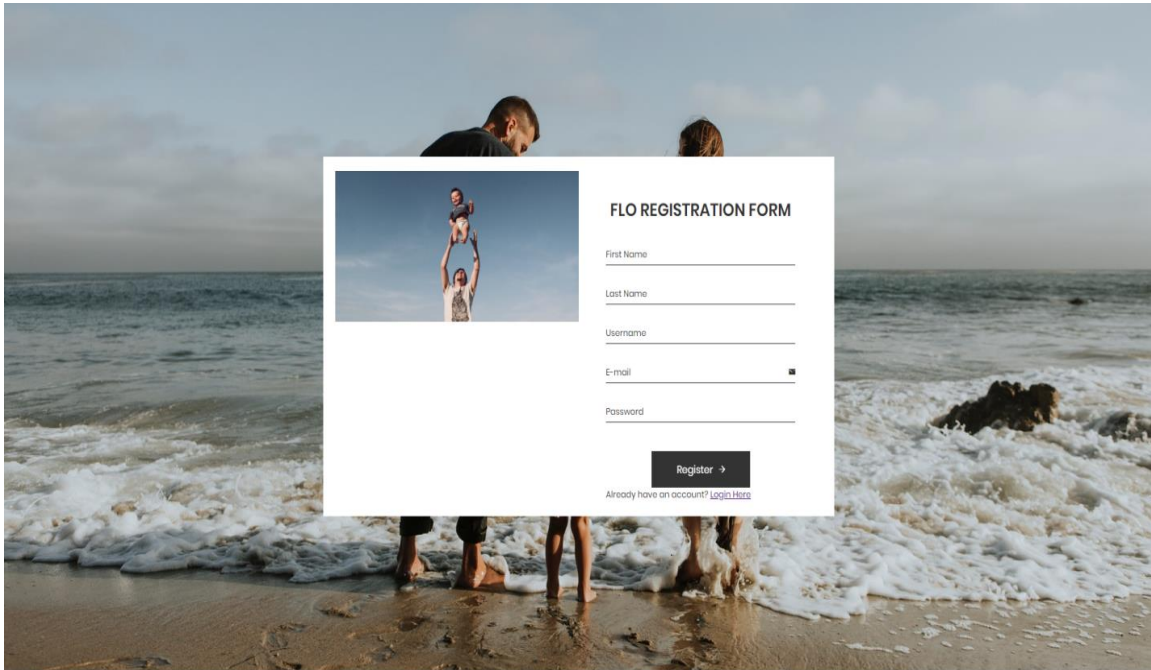 FLO REGISTRATION FORM
First Name
Last Name
Username
E-mail
Password
Register →
Already have an account? Login Here